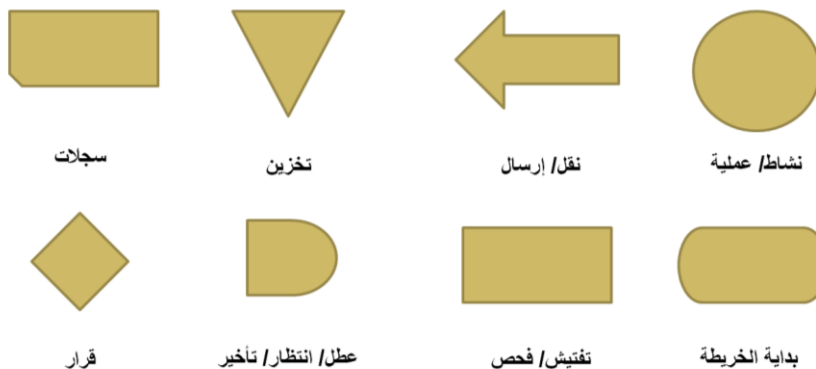 نشاط/ عملية
نقل/ إرسال
تخزين
سجلات
بداية الخريطة
تفتيش/ فحص
عطل/ انتظار/ تأخير
قرار